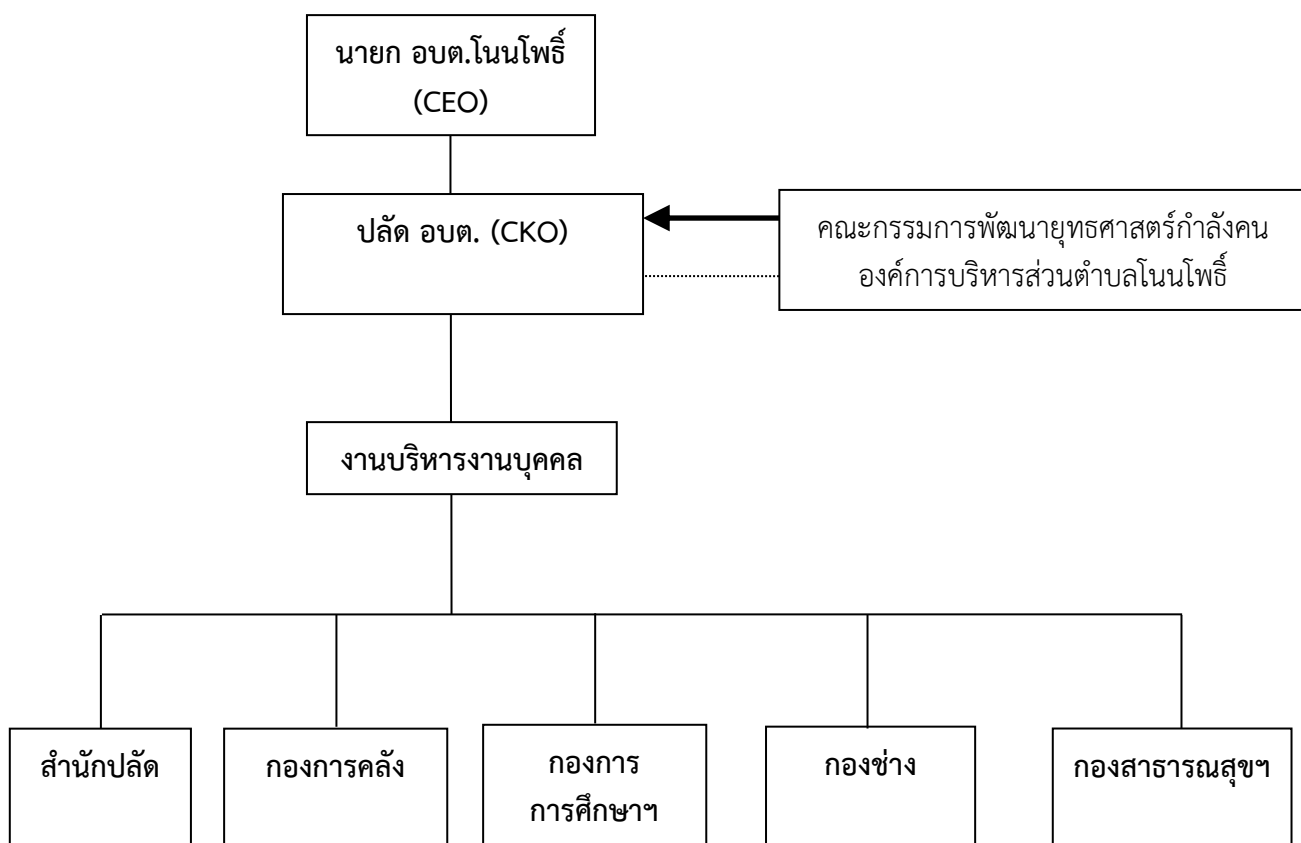 นายก อบต.โนนโพธิ์
(CEO)
ปลัด อบต. (CKO)
คณะกรรมการพัฒนายุทธศาสตร์กำลังคน
องค์การบริหารส่วนตำบลโนนโพธิ์
งานบริหารงานบุคคล
สำนักปลัด
กองการคลัง
กองการ
การศึกษาฯ
กองช่าง
กองสาธารณสุขฯ